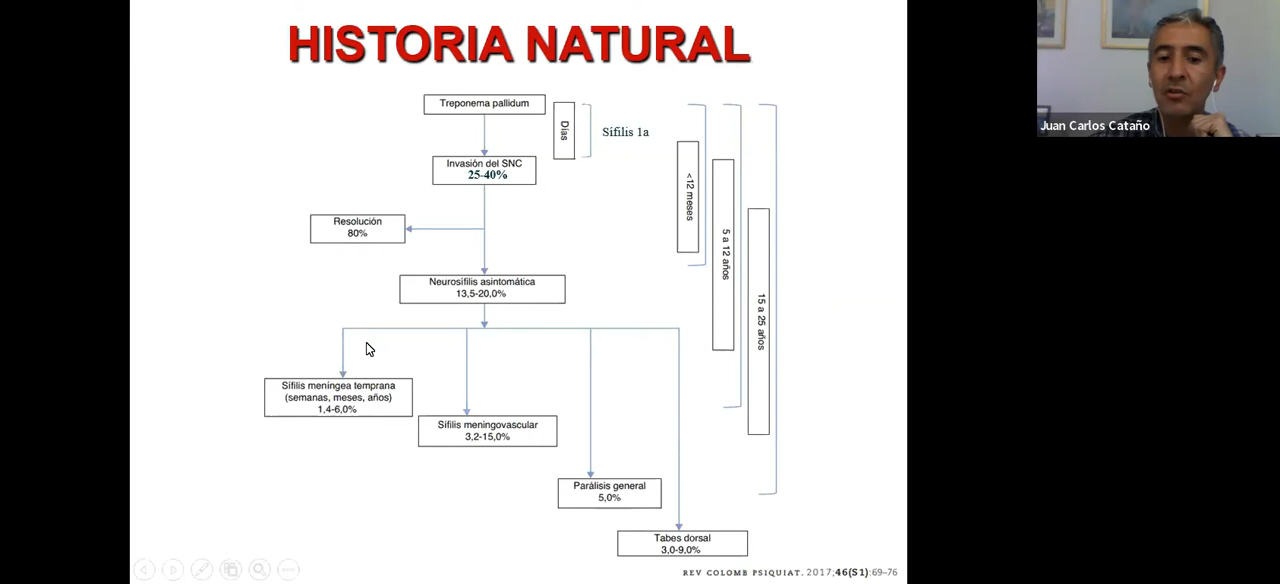 HISTORIA NATURAL
Juan Carlos Cataño
Treponema pallidum
Días
Sífilis 1a
Invasión del SNC
25-40%
<12 meses
5 a 12 años
15 a 25 años
Resolución
80%
Neurosífilis asintomática
13,5-20,0%
Sífilis meníngea temprana
(semanas, meses, años)
1,4-6,0%
Sífilis meningovascular
3,2-15,0%
Parálisis general
5,0%
Tabes dorsal
3,0-9,0%
REV COLOMB PSIQUIAT. 2017;46(S1):69–76